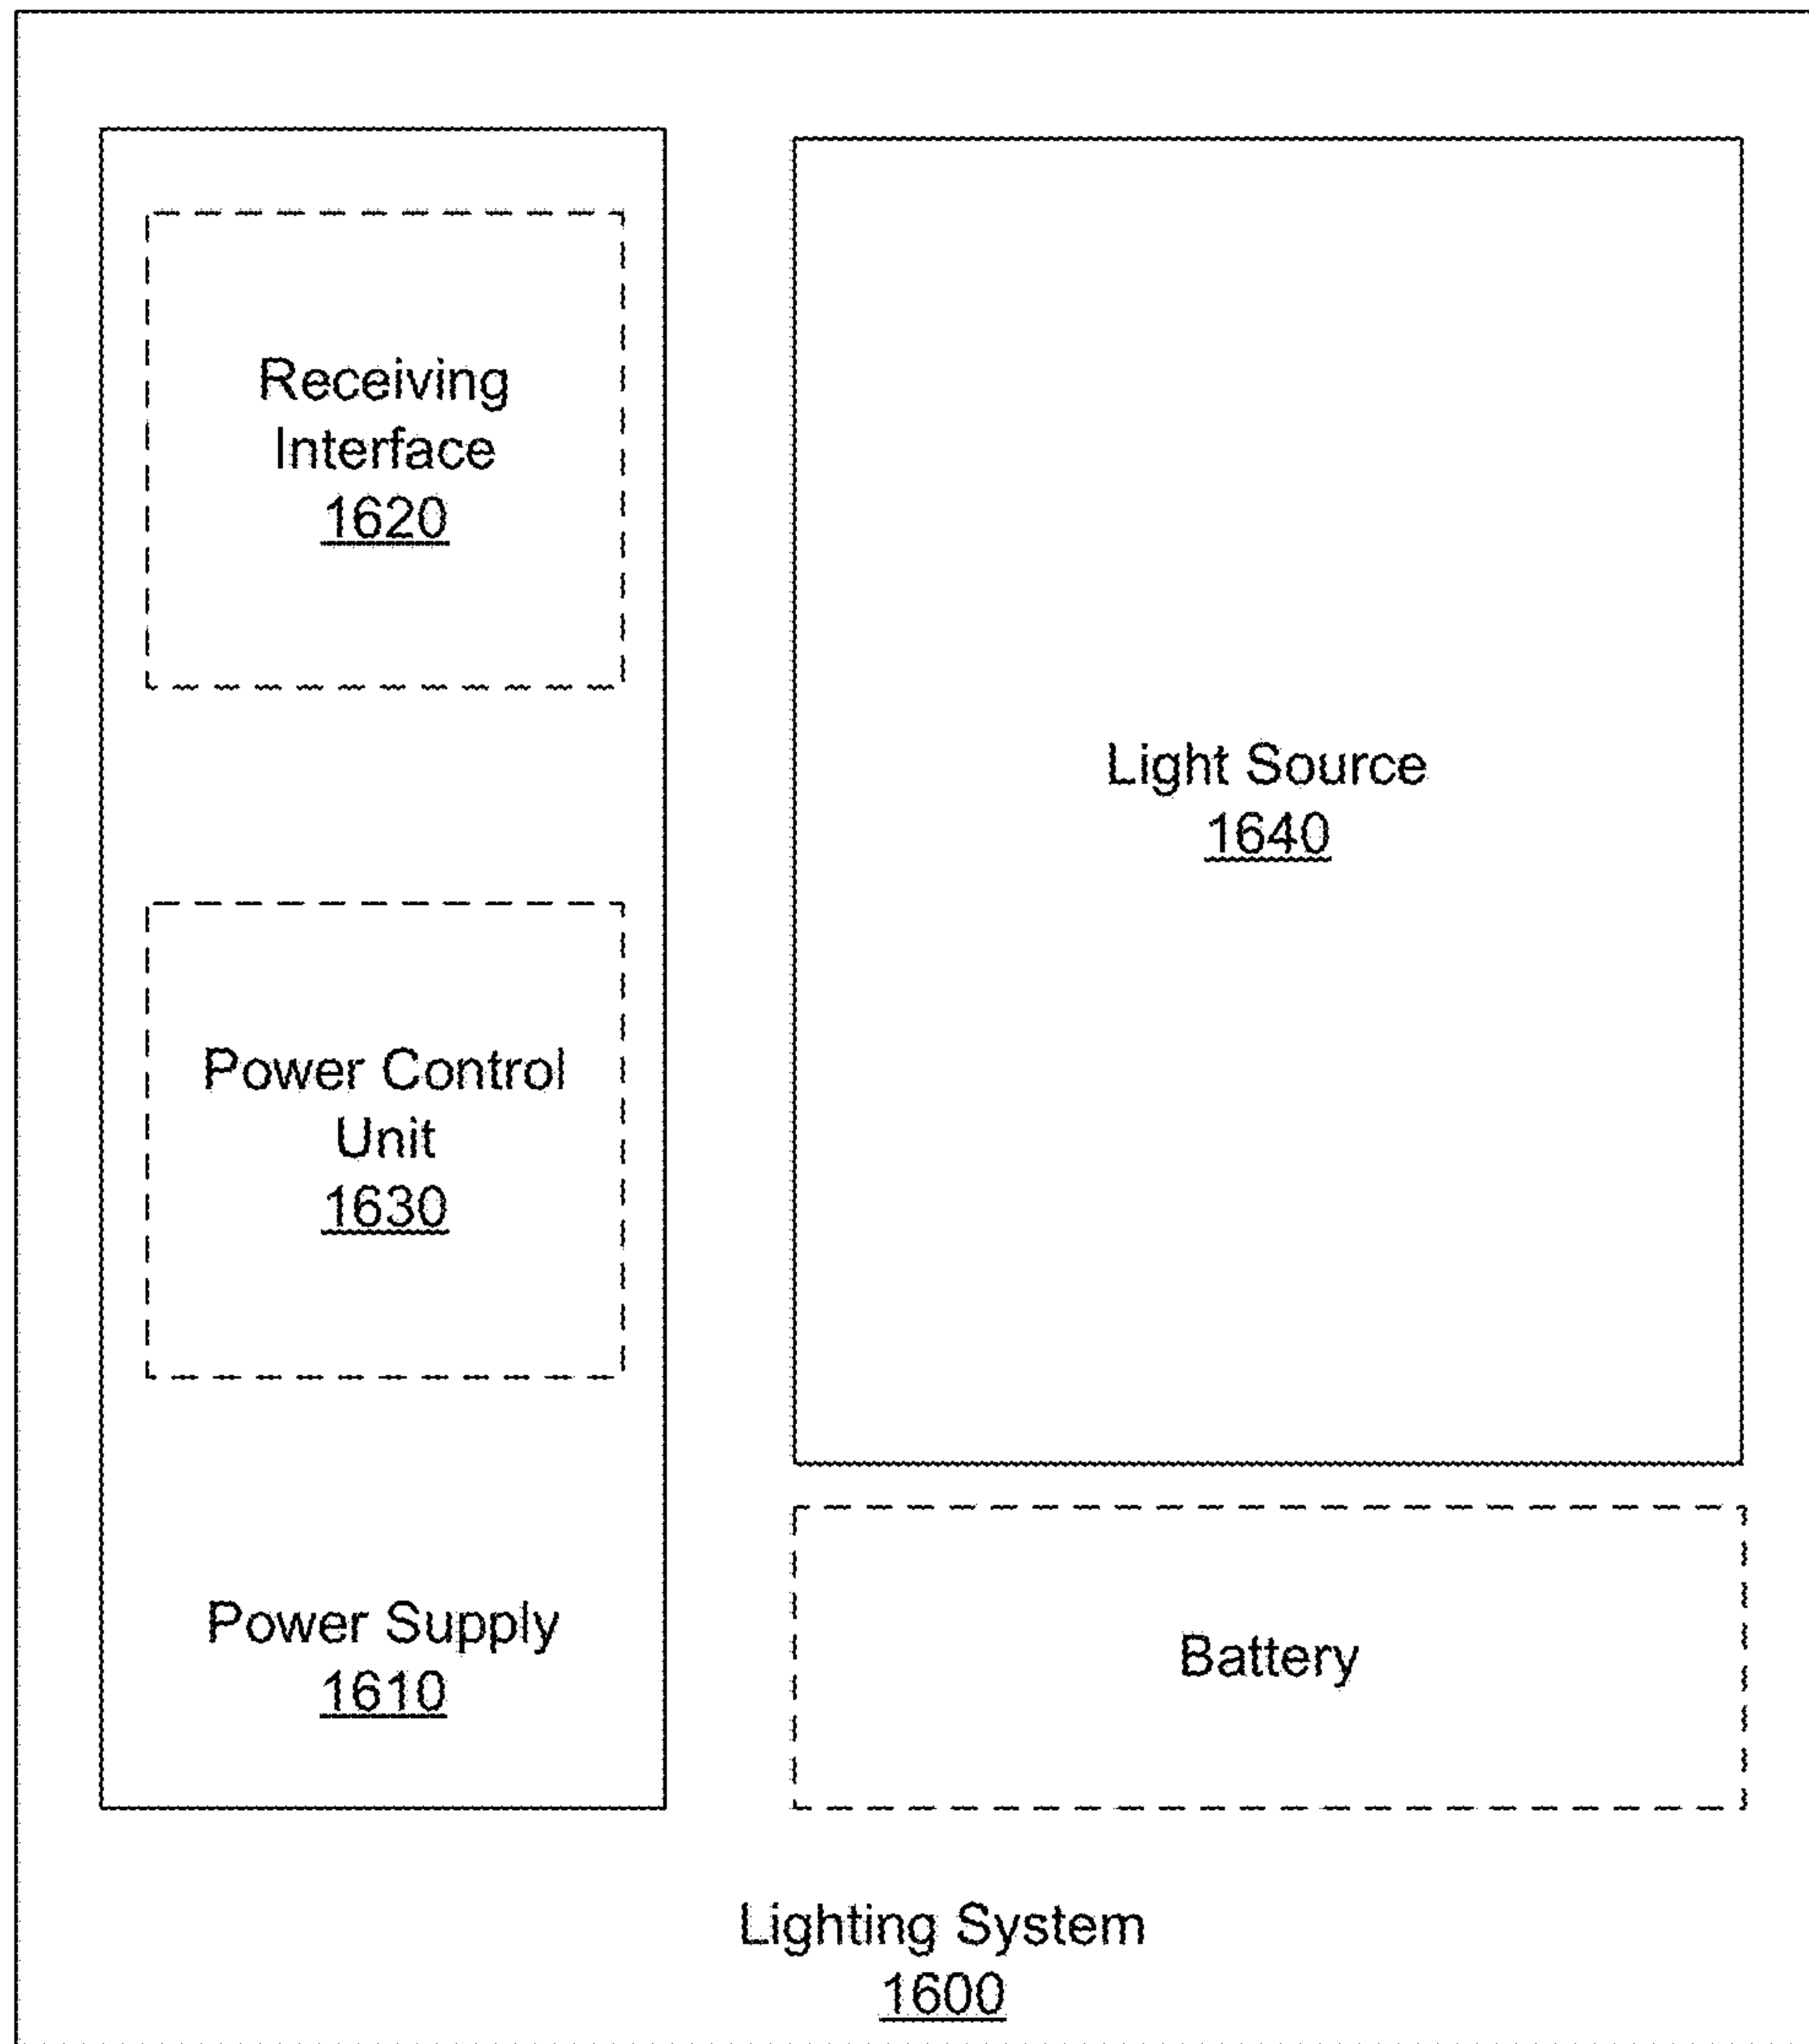 Receiving
Interface
1620
Power Control
Unit
1630
Power Supply
1610
Light Source
1640
Battery
Lighting System
1600